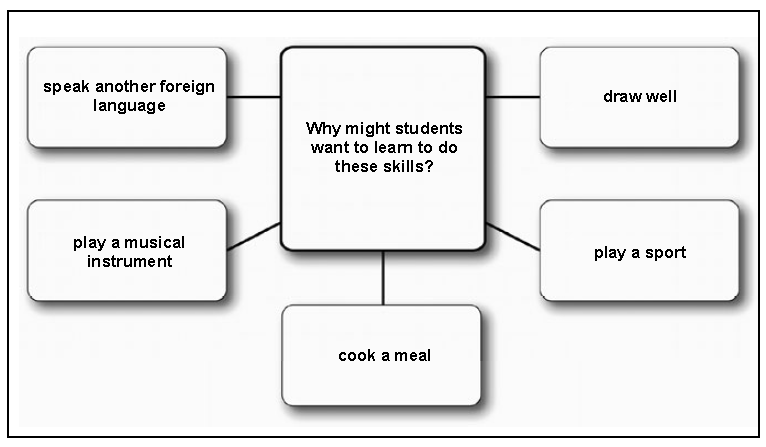 speak another foreign
language
Why might students
want to learn to do
these skills?
draw well
play a musical
instrument
play a sport
cook a meal